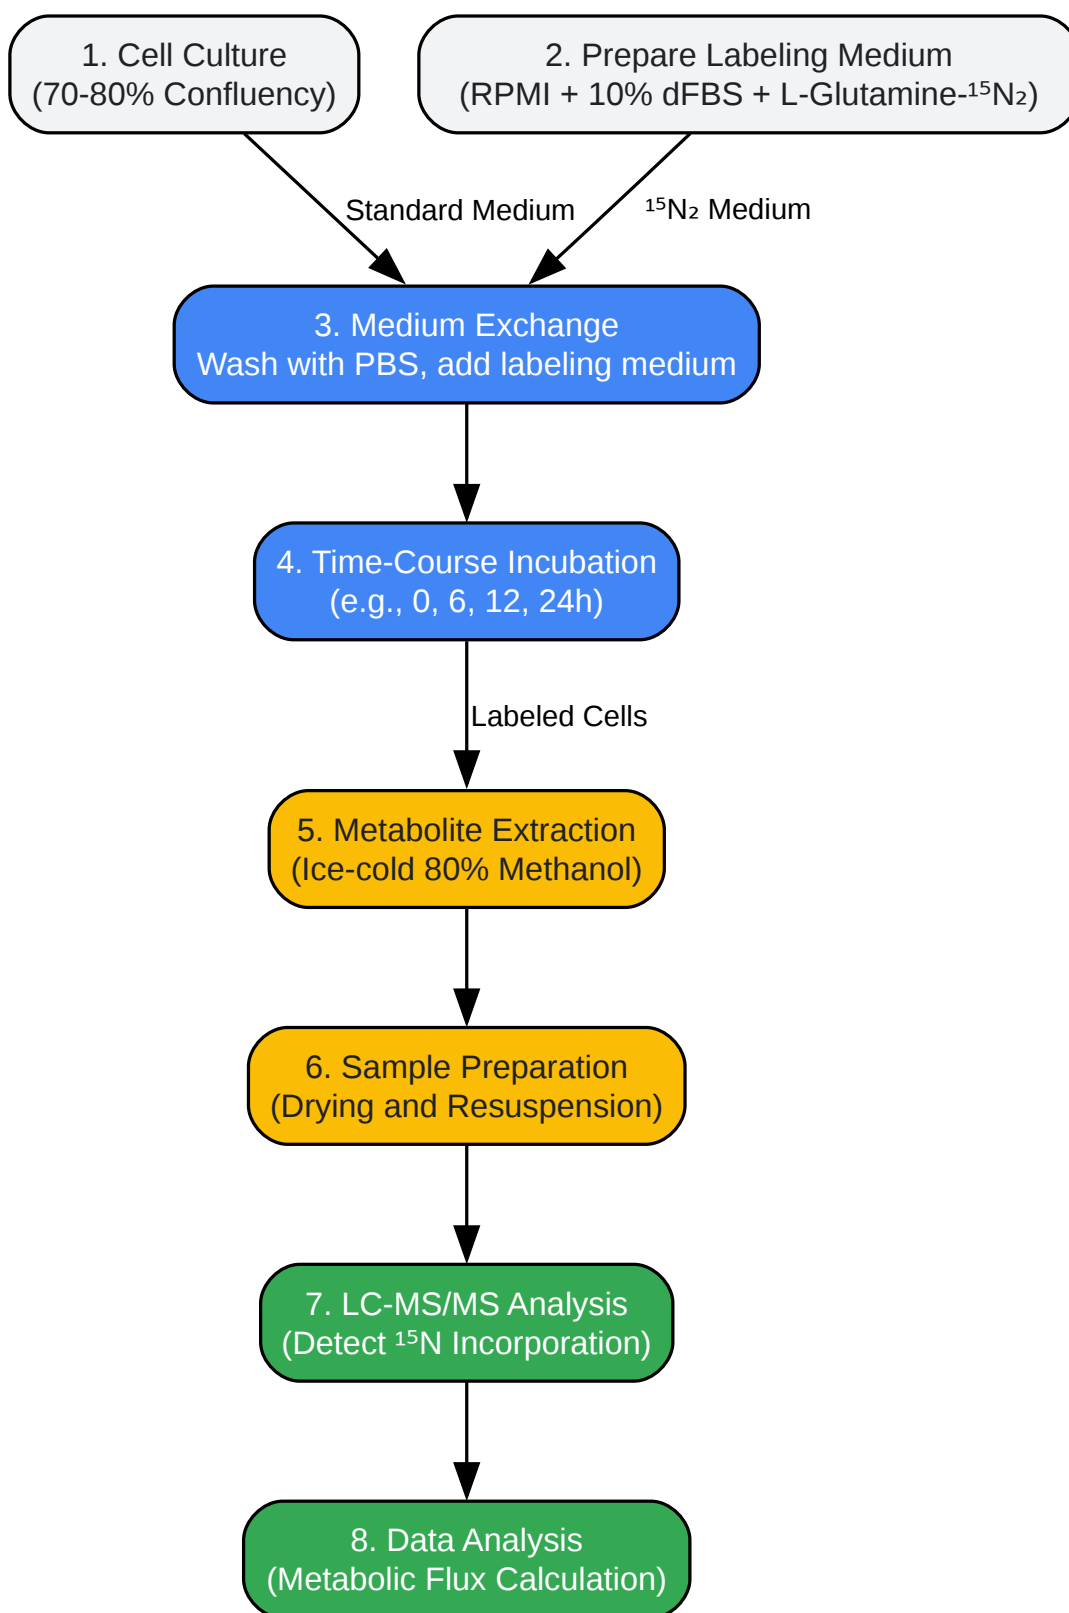 1. Cell Culture
(70-80% Confluency)
2. Prepare Labeling Medium
(RPMI + 10% dFBS + L-Glutamine-¹⁵N₂)
Standard Medium
¹⁵N₂ Medium
3. Medium Exchange
Wash with PBS, add labeling medium
4. Time-Course Incubation
(e.g., 0, 6, 12, 24h)
Labeled Cells
5. Metabolite Extraction
(Ice-cold 80% Methanol)
6. Sample Preparation
(Drying and Resuspension)
7. LC-MS/MS Analysis
(Detect ¹⁵N Incorporation)
8. Data Analysis
(Metabolic Flux Calculation)